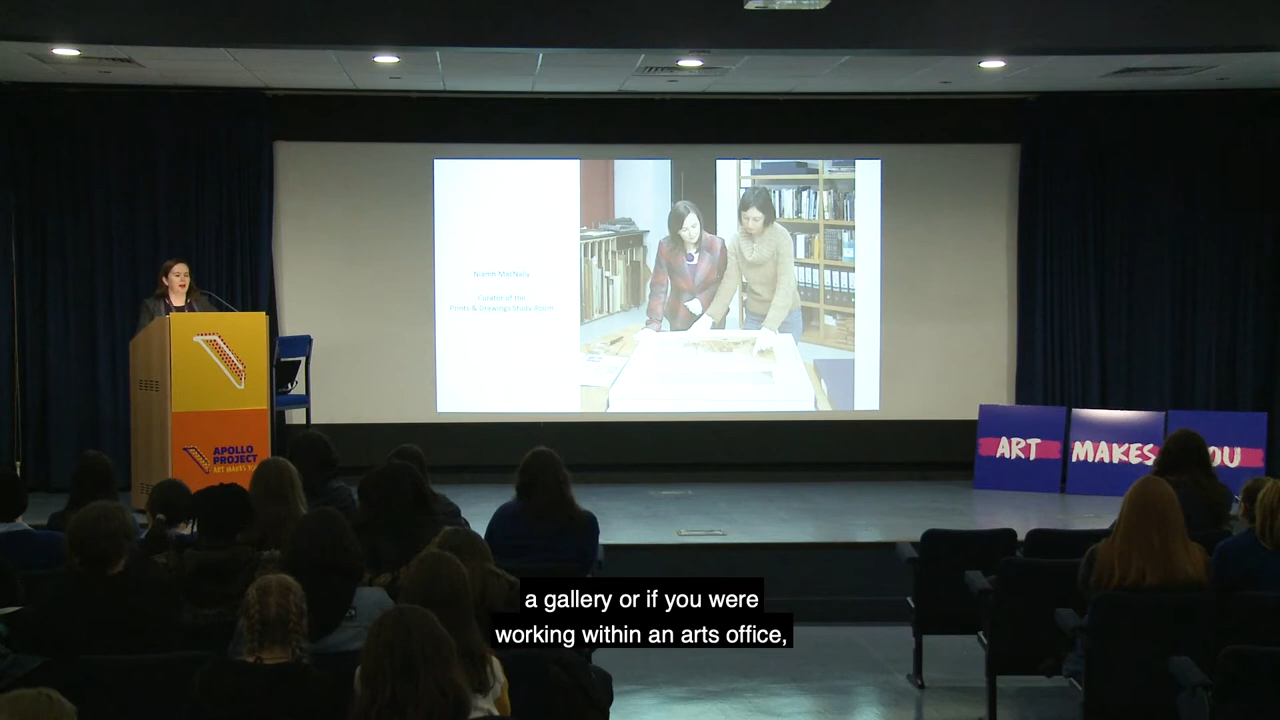 Niamh MacNally
Curator of the
Prints & Drawings Study Room
APOLLO
PROJECT
ART MAKES YO
ART
MAKES
OU
a gallery or if you were
working within an arts office,